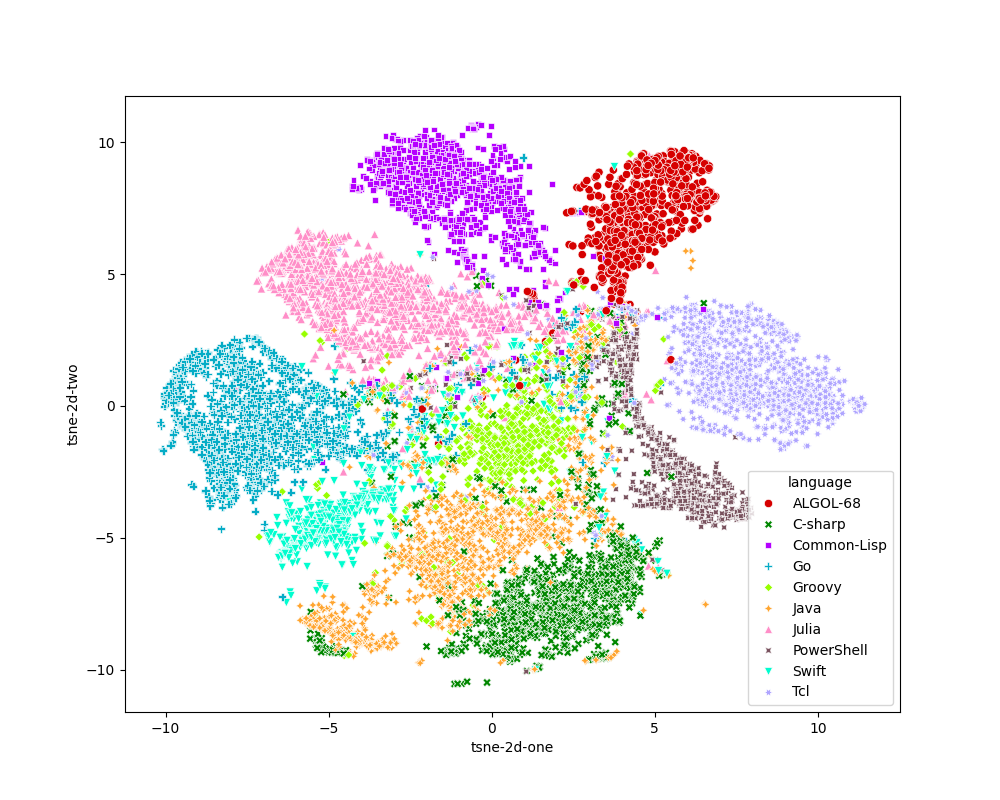 10
5
0
−5
−10
tsne-2d-two
−10
−5
0
5
10
tsne-2d-one
language
ALGOL-68
C-sharp
Common-Lisp
Go
Groovy
Java
Julia
PowerShell
Swift
Tcl